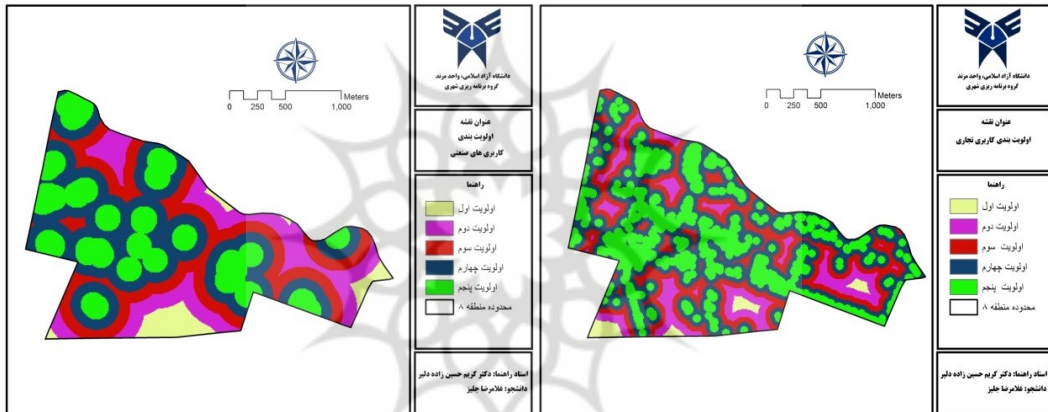 دانشگاه آزاد اسلامی، واحد مرند
گروه برنامه ریزی شهری
Meters
0 250 500 1,000
عنوان نقشه
اولویت بندی
کاربری های صنعتی
راهنما
اولویت اول
اولویت دوم
اولویت سوم
اولویت چهارم
اولویت پنجم
محدوده منطقه ۸
استاد راهنما: دکتر کریم حسین زاده دلیر
دانشجو: غلامرضا جلیز
دانشگاه آزاد اسلامی، واحد مرند
گروه برنامه ریزی شهری
Meters
0 250 500 1,000
عنوان نقشه
اولویت بندی کاربری تجاری
راهنما
اولویت اول
اولویت دوم
اولویت سوم
اولویت چهارم
اولویت پنجم
محدوده منطقه ۸
استاد راهنما: دکتر کریم حسین زاده دلیر
دانشجو: غلامرضا جلیز